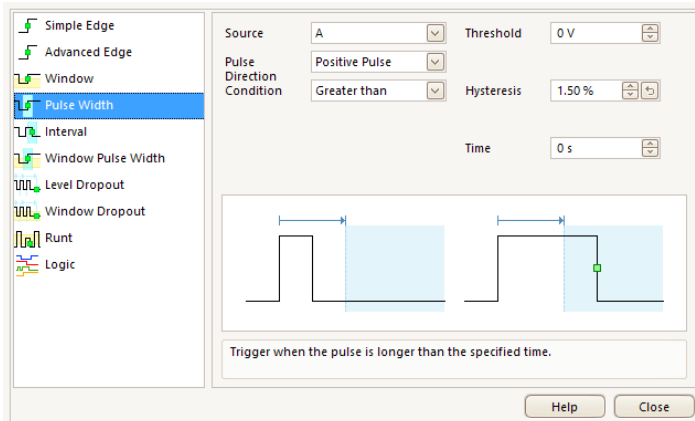 Simple Edge
Advanced Edge
Window
Pulse Width
Interval
Window Pulse Width
Level Dropout
Window Dropout
Runt
Logic
Source A Threshold 0 V
Pulse Direction Positive Pulse
Condition Greater than Hysteresis 1.50 %
Time 0 s
Trigger when the pulse is longer than the specified time.
Help Close